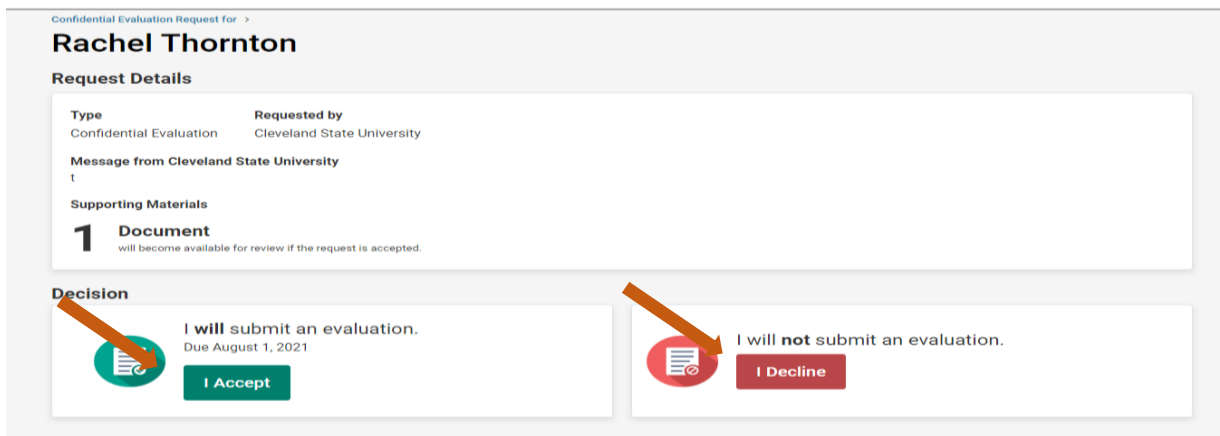 Confidential Evaluation Request for >
Rachel Thornton
Request Details
Type
Requested by
Confidential Evaluation
Cleveland State University
Message from Cleveland State University
t
Supporting Materials
1
Document
will become available for review if the request is accepted.
Decision
I will submit an evaluation.
Due August 1, 2021
I Accept
I will not submit an evaluation.
I Decline